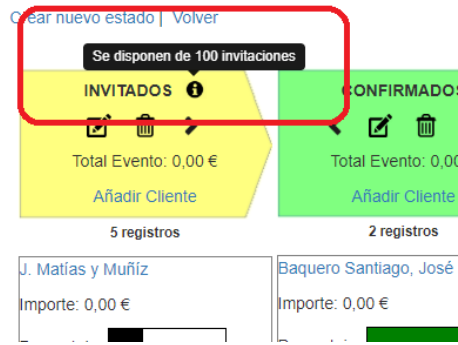 Crear nuevo estado | Volver
Se disponen de 100 invitaciones
INVITADOS
CONFIRMADOS
Total Evento: 0,00 €
Total Evento: 0,00
Añadir Cliente
Añadir Cliente
5 registros
2 registros
J. Matías y Muñíz
Baquero Santiago, José
Importe: 0,00 €
Importe: 0,00 €